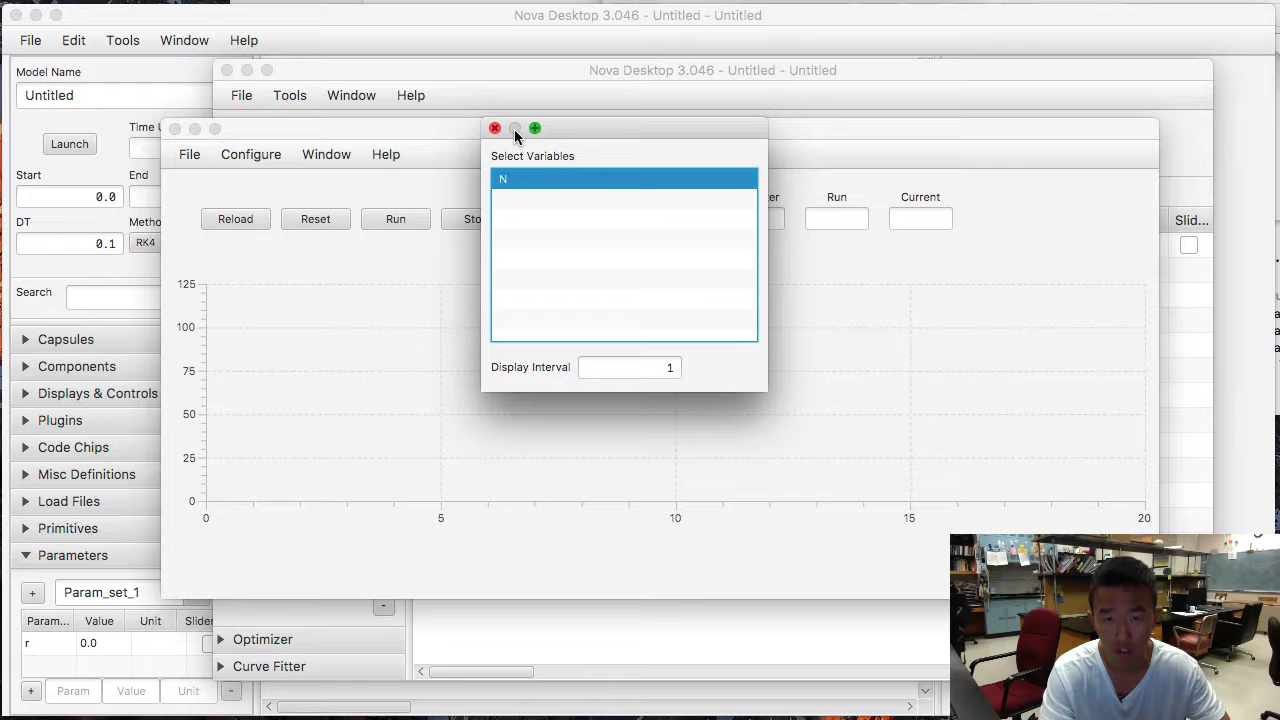 Nova Desktop 3.046 - Untitled - Untitled
File Edit Tools Window Help
Model Name
Untitled
Launch
Time U
Start
End
0.0
DT
Metho
0.1
RK4
Search
Capsules
Components
Displays & Controls
Plugins
Code Chips
Misc Definitions
Load Files
Primitives
Parameters
+
Param_set_1
Param... Value Unit Slider
r 0.0
+ Param Value Unit -
Nova Desktop 3.046 - Untitled - Untitled
File Tools Window Help
Slid...
-
Optimizer
Curve Fitter
File Configure Window Help
Reload Reset Run Sto
ter Run Current
125
100
75
50
25
0
0 5 10 15 20
Select Variables
N
Display Interval 1